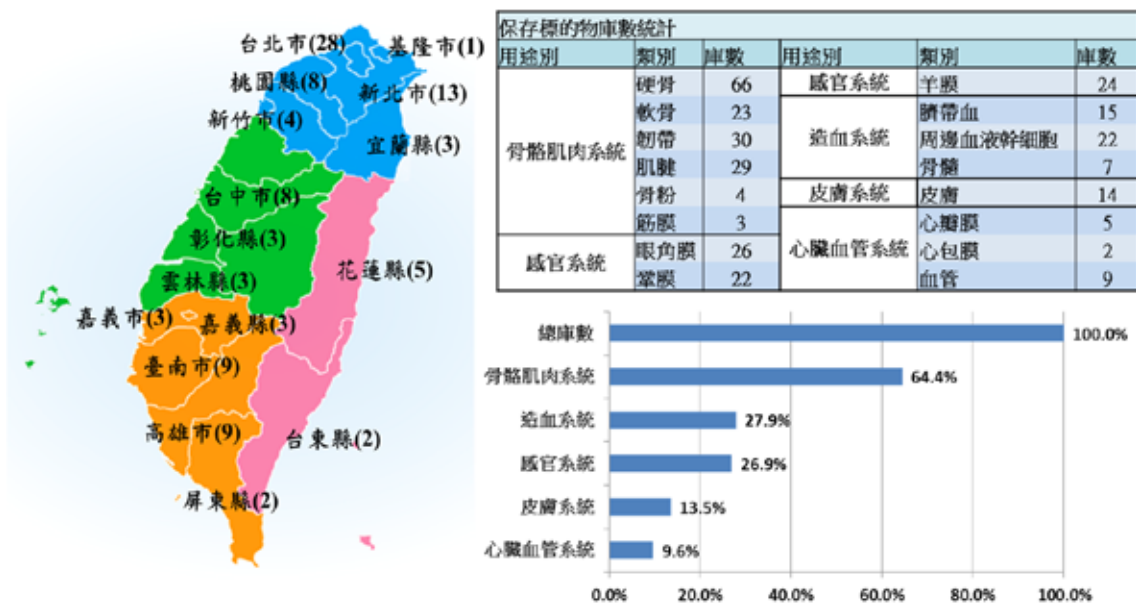 台北市(28)
基隆市(1)
桃園縣(8)
新北市(13)
新竹市(4)
宜蘭縣(3)
台中市(8)
彰化縣(3)
花蓮縣(5)
雲林縣(3)
嘉義市(3)
嘉義縣(3)
臺南市(9)
高雄市(9)
台東縣(2)
屏東縣(2)
保存標的物庫數統計
用途別 類別 庫數 用途別 類別 庫數
骨骼肌肉系統 硬骨 66 感官系統 羊膜 24
軟骨 23 造血系統 臍帶血 15
韌帶 30 周邊血液幹細胞 22
肌腱 29 骨髓 7
骨粉 4 皮膚系統 皮膚 14
筋膜 3 心臟血管系統 心瓣膜 5
感官系統 眼角膜 26 心包膜 2
鞏膜 22 血管 9
總庫數 100.0%
骨骼肌肉系統 64.4%
造血系統 27.9%
感官系統 26.9%
皮膚系統 13.5%
心臟血管系統 9.6%
0.0% 20.0% 40.0% 60.0% 80.0% 100.0%